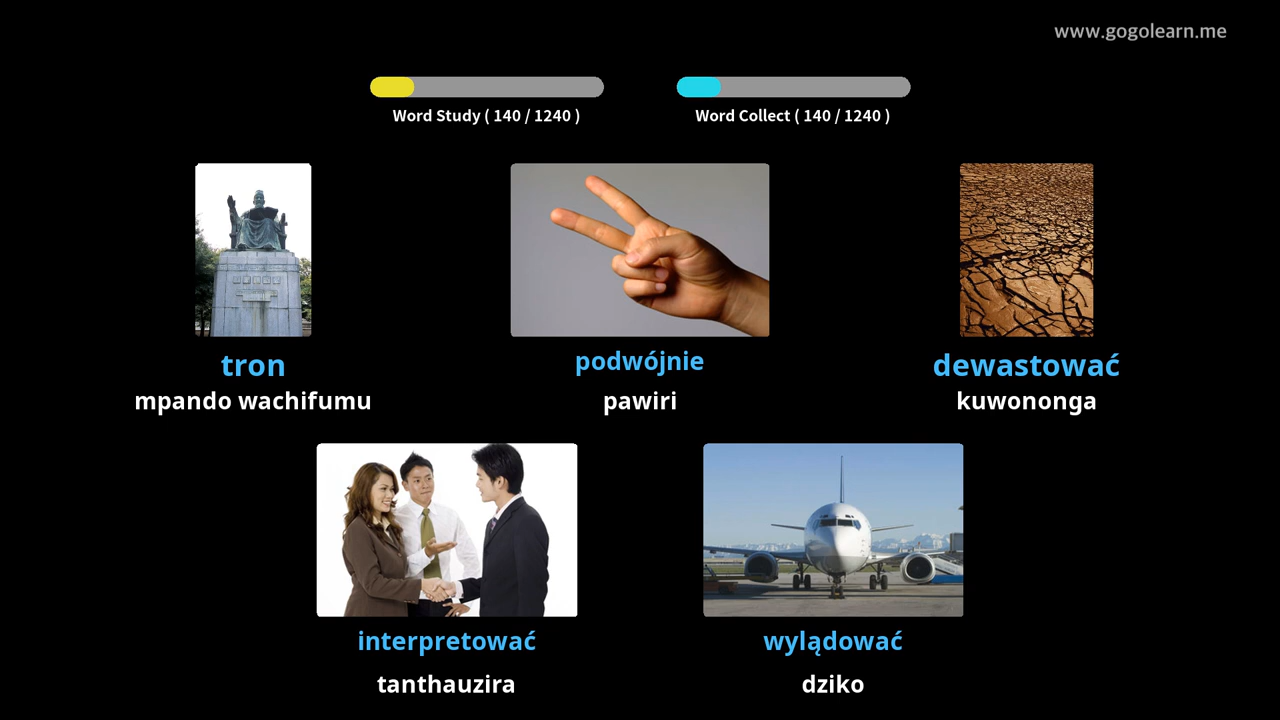 www.gogolearn.me
Word Study ( 140 / 1240 )
Word Collect ( 140 / 1240 )
tron
mpando wachifumu
podwójnie
pawiri
dewastować
kuwononga
interpretować
tanthauzira
wylądować
dziko